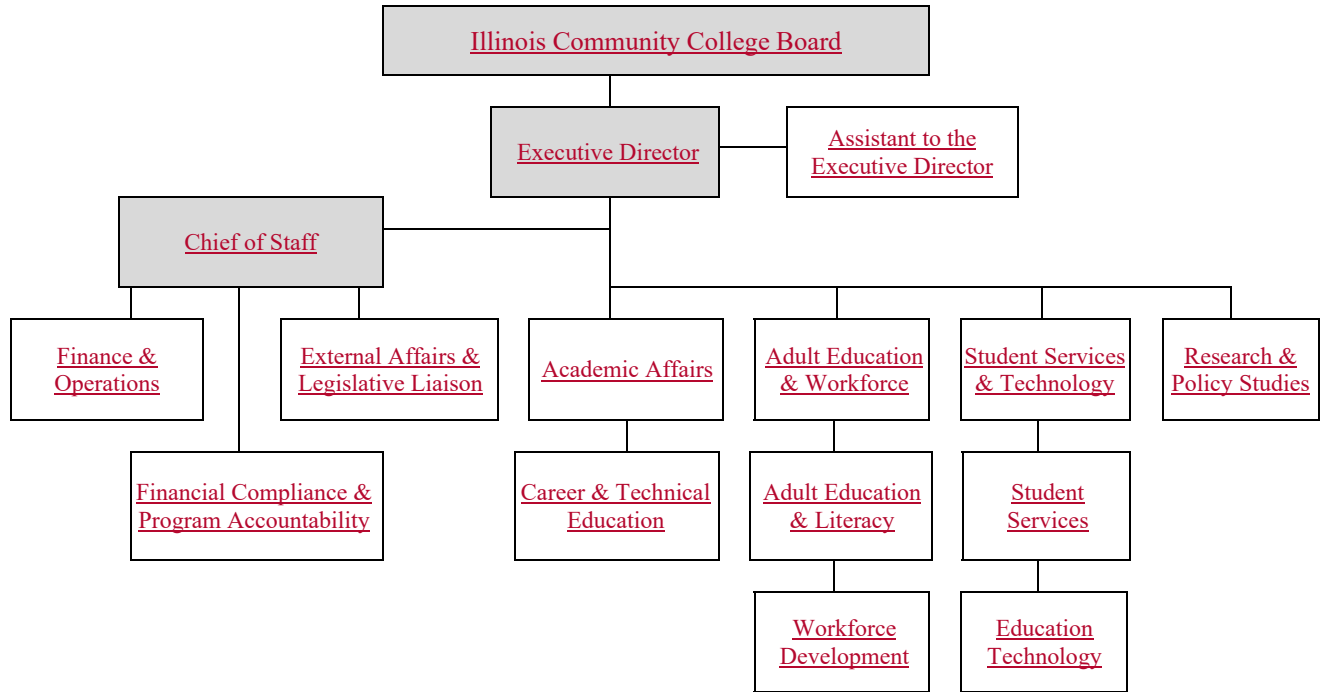 Illinois Community College Board
Executive Director
Assistant to the
Executive Director
Chief of Staff
Finance &
Operations
External Affairs &
Legislative Liaison
Academic Affairs
Adult Education
& Workforce
Student Services
& Technology
Research &
Policy Studies
Financial Compliance &
Program Accountability
Career & Technical
Education
Adult Education
& Literacy
Student
Services
Workforce
Development
Education
Technology